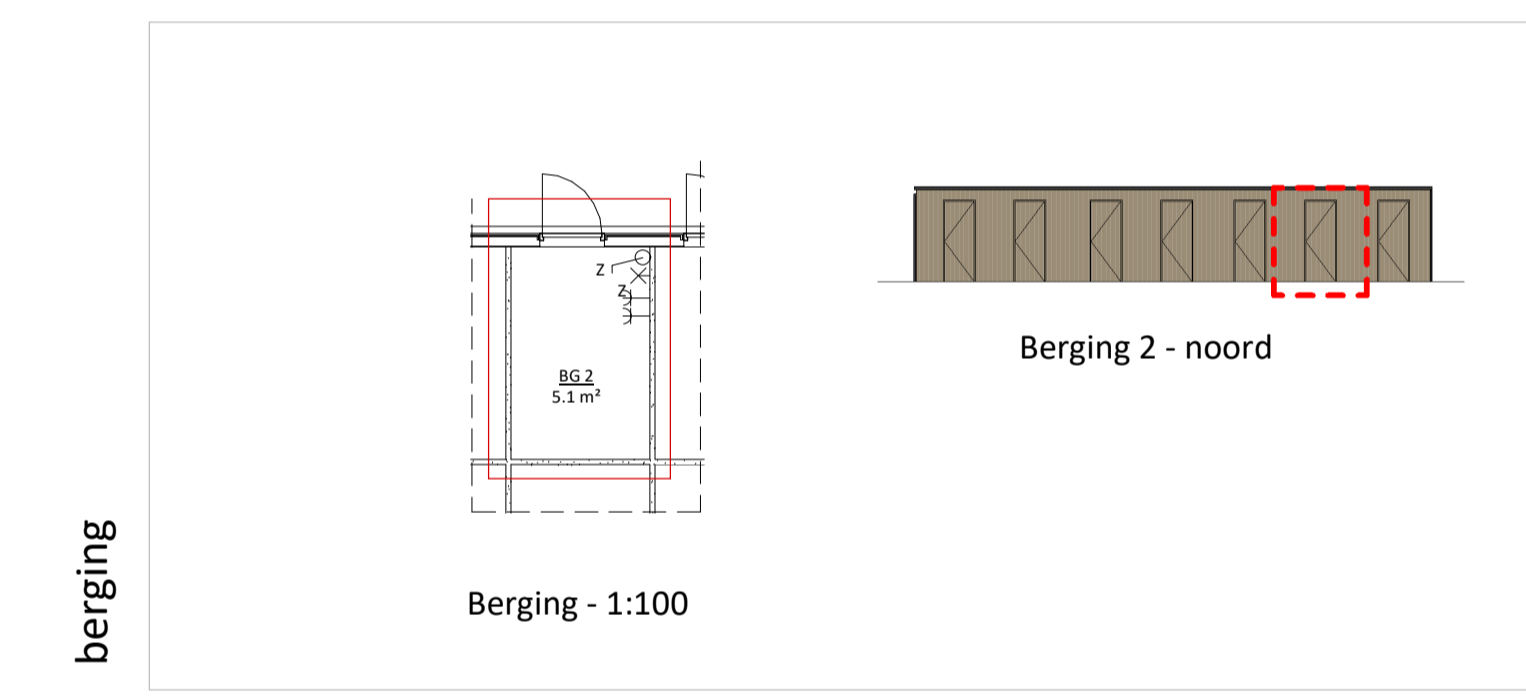 berging
Z
Z
BG 2
5.1 m²
Berging - 1:100
Berging 2 - noord